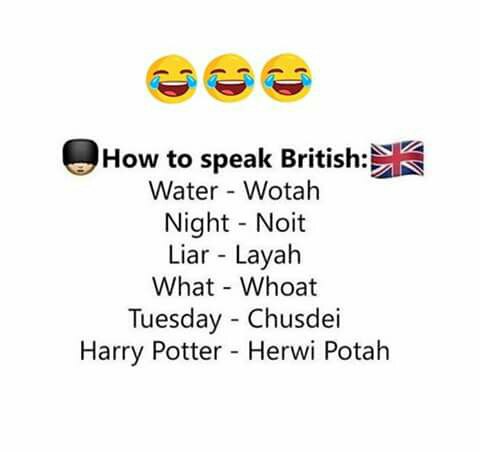 How to speak British:
Water - Wotah
Night - Noit
Liar - Layah
What - Whoat
Tuesday - Chusdei
Harry Potter - Herwi Potah